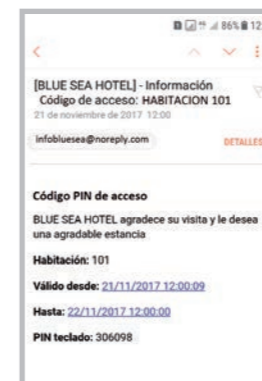 86% 12
[BLUE SEA HOTEL] - Información
Código de acceso: HABITACION 101
21 de noviembre de 2017 12:00
infobluesea@noreply.com
DETALLES
Código PIN de acceso
BLUE SEA HOTEL agradece su visita y le desea
una agradable estancia
Habitación: 101
Válido desde: 21/11/2017 12:00:09
Hasta: 22/11/2017 12:00:00
PIN teclado: 306098